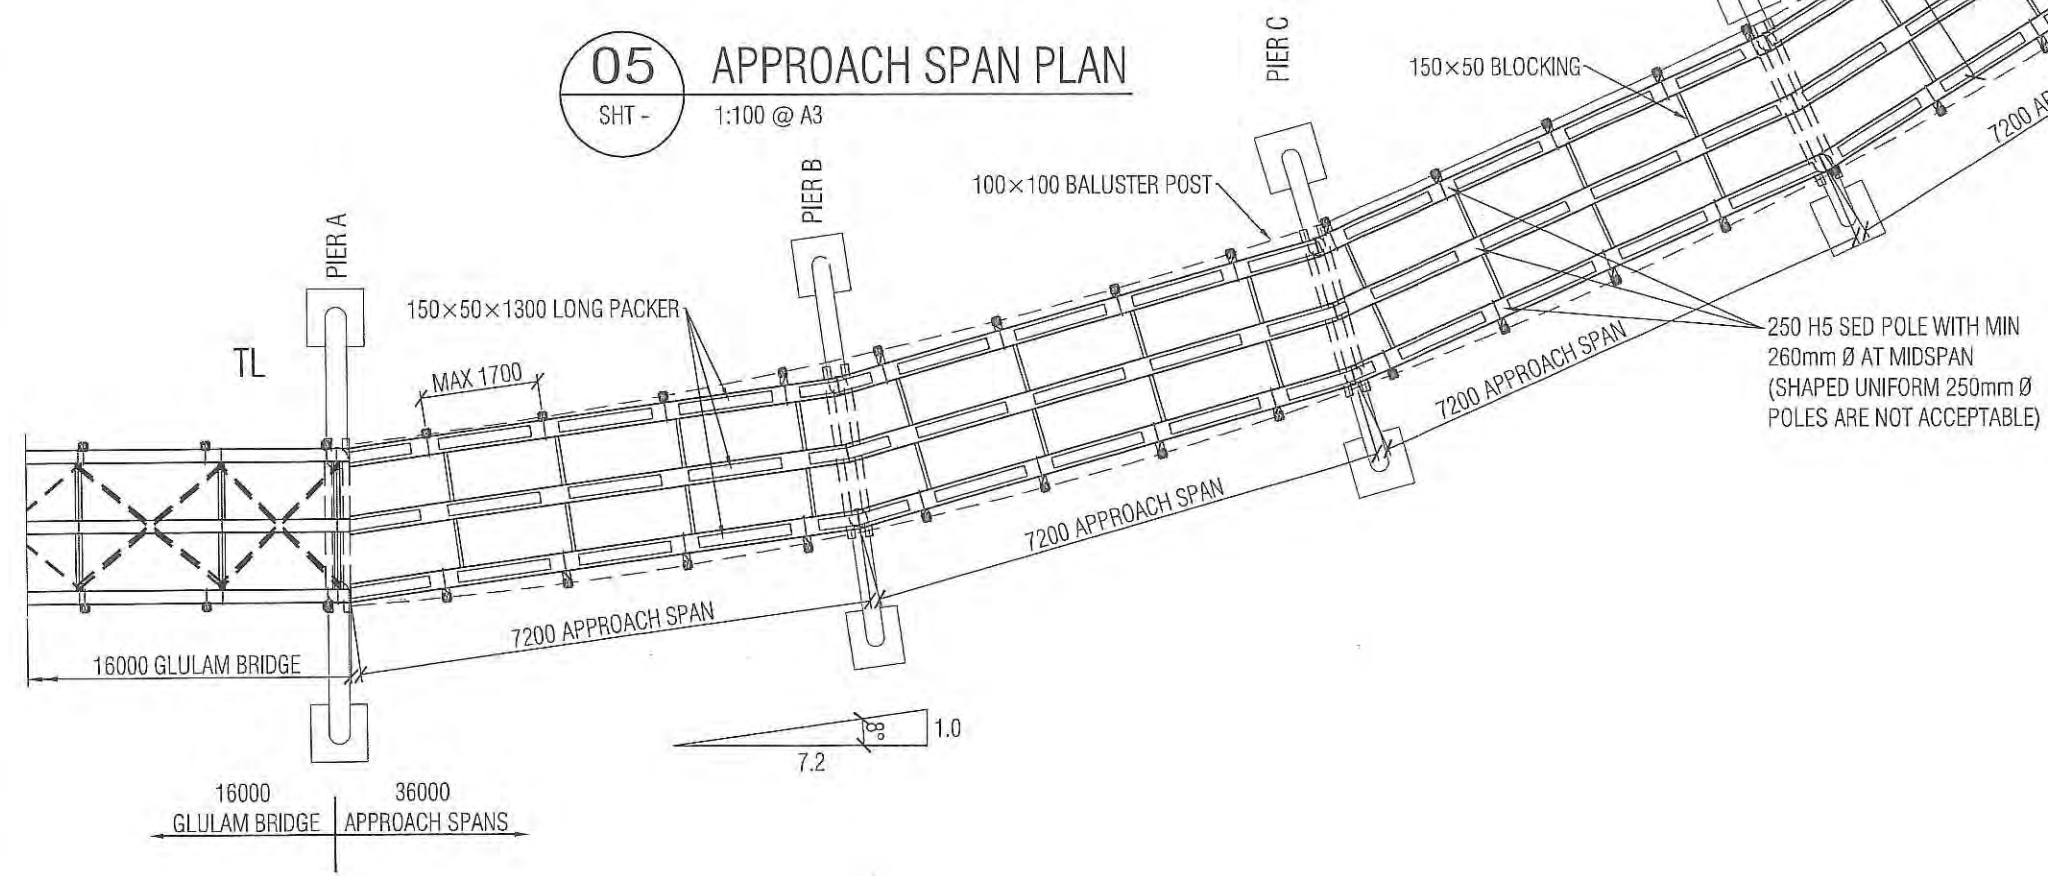 05
SHT -
APPROACH SPAN PLAN
1:100 @ A3
PIER A
PIER B
PIER C
TL
150×50×1300 LONG PACKER
MAX 1700
100×100 BALUSTER POST
150×50 BLOCKING
250 H5 SED POLE WITH MIN
260mm Ø AT MIDSPAN
(SHAPED UNIFORM 250mm Ø
POLES ARE NOT ACCEPTABLE)
16000 GLULAM BRIDGE
7200 APPROACH SPAN
7200 APPROACH SPAN
7200 APPROACH SPAN
7200
8°
1.0
7.2
16000
GLULAM BRIDGE
36000
APPROACH SPANS